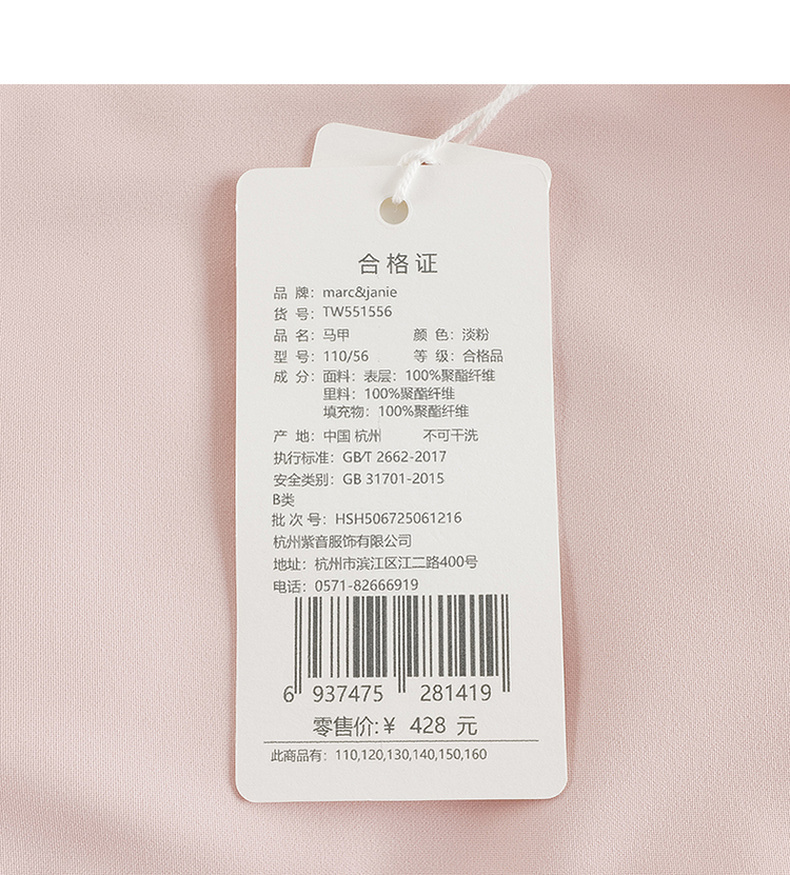 合格证
品 牌：marc&janie
货 号：TW551556
品 名：马甲 颜 色：淡粉
型 号：110/56 等 级：合格品
成 分：面料：表层：100%聚酯纤维
里料：100%聚酯纤维
填充物：100%聚酯纤维
产 地：中国 杭州 不可干洗
执行标准：GB/T 2662-2017
安全类别：GB 31701-2015
B类
批 次 号：HSH506725061216
杭州紫音服饰有限公司
地址：杭州市滨江区江二路400号
电话：0571-82666919
6 937475 281419
零售价:￥ 428 元
此商品有：110,120,130,140,150,160